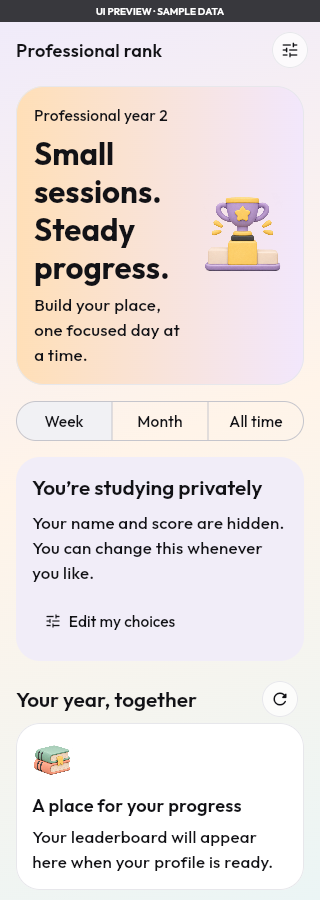 UI PREVIEW · SAMPLE DATA
Professional rank
Professional year 2
Small
sessions.
Steady
progress.
Build your place,
one focused day at
a time.
Week
Month
All time
You’re studying privately
Your name and score are hidden.
You can change this whenever
you like.
Edit my choices
Your year, together
A place for your progress
Your leaderboard will appear
here when your profile is ready.